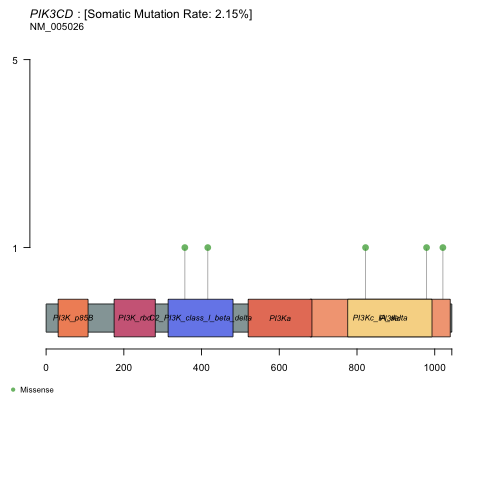 PIK3CD : [Somatic Mutation Rate: 2.15%]
NM_005026
5
1
PI3K_p85B
PI3K_rbd
C2_PI3K_class_I_beta_delta
PI3Ka
PI3Kc_IA_delta
0
200
400
600
800
1000
Missense